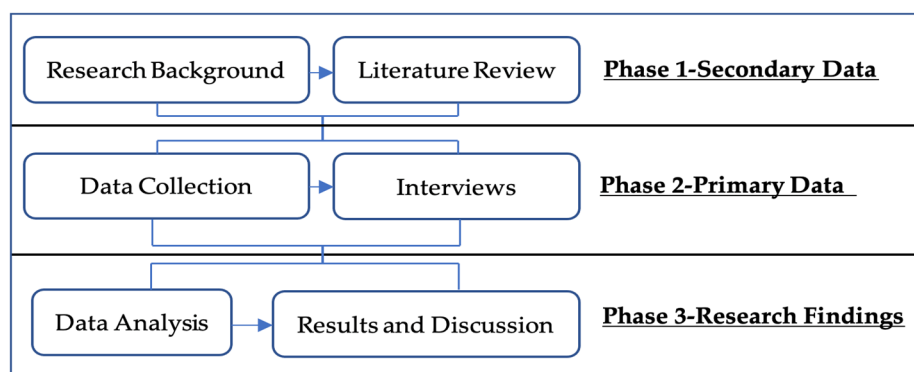 Research Background
Literature Review
Phase 1-Secondary Data
Data Collection
Interviews
Phase 2-Primary Data
Data Analysis
Results and Discussion
Phase 3-Research Findings